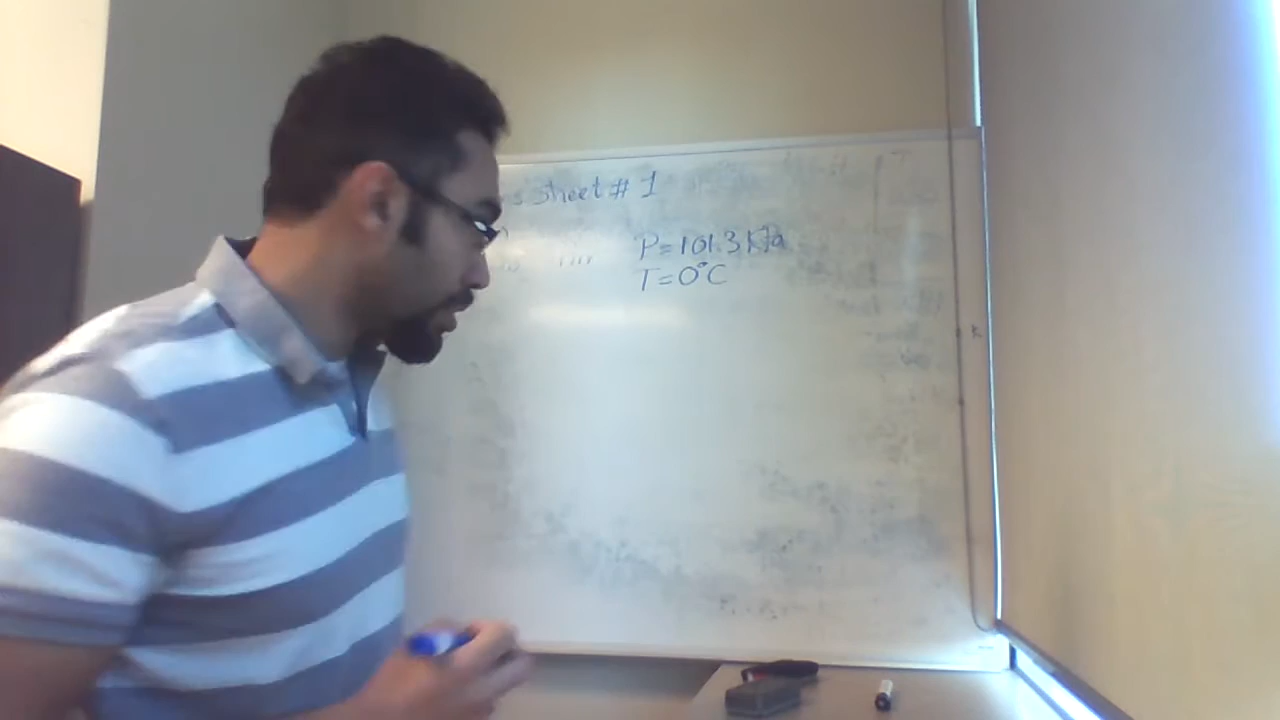 sheet # 1
P = 101.3 kPa
T = 0°C